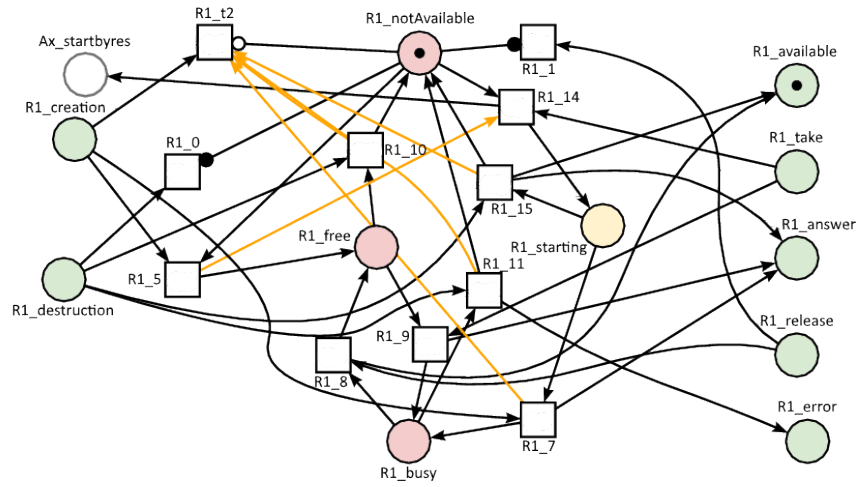 R1_t2
R1_notAvailable
Ax_startbyres
R1_1
R1_available
R1_14
R1_creation
R1_take
R1_0
R1_10
R1_15
R1_answer
R1_free
R1_starting
R1_11
R1_5
R1_destruction
R1_release
R1_9
R1_8
R1_error
R1_7
R1_busy